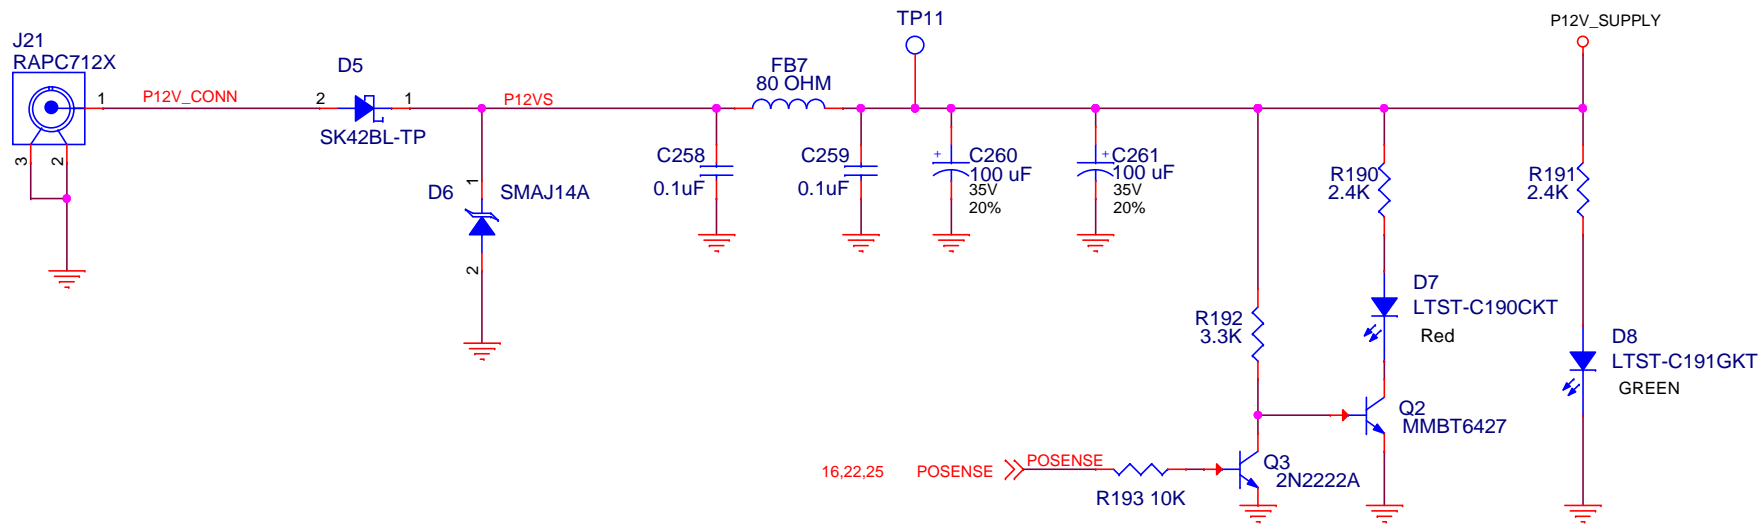 TP11
P12V_SUPPLY
J21
RAPC712X
D5
FB7
80 OHM
1
P12V_CONN
2
1
P12VS
SK42BL-TP
3
2
C258
0.1uF
C259
0.1uF
+
C260
100 uF
35V
20%
+
C261
100 uF
35V
20%
R190
2.4K
R191
2.4K
1
D6
SMAJ14A
2
D7
LTST-C190CKT
Red
R192
3.3K
D8
LTST-C191GKT
GREEN
Q2
MMBT6427
16,22,25
POSENSE
POSENSE
R193 10K
Q3
2N2222A